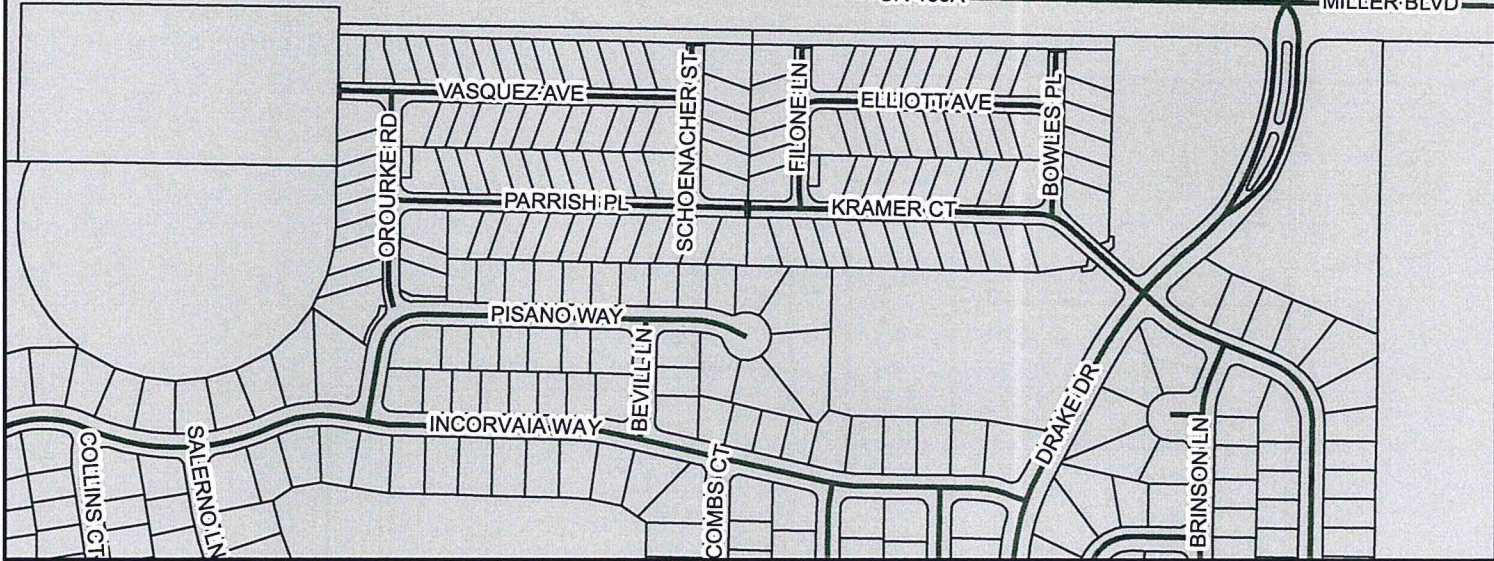 MILLER BLVD
VASQUEZ AVE
SCHOENACHER ST
FILONE LN
ELLIOTT AVE
BOWLES PL
OROURKE RD
PARRISH PL
KRAMER CT
PISANO WAY
BEVILL LN
INCORVAIA WAY
COMBS CT
DRAKE DR
BRINSON LN
COLLINS CT
SALERNO LN